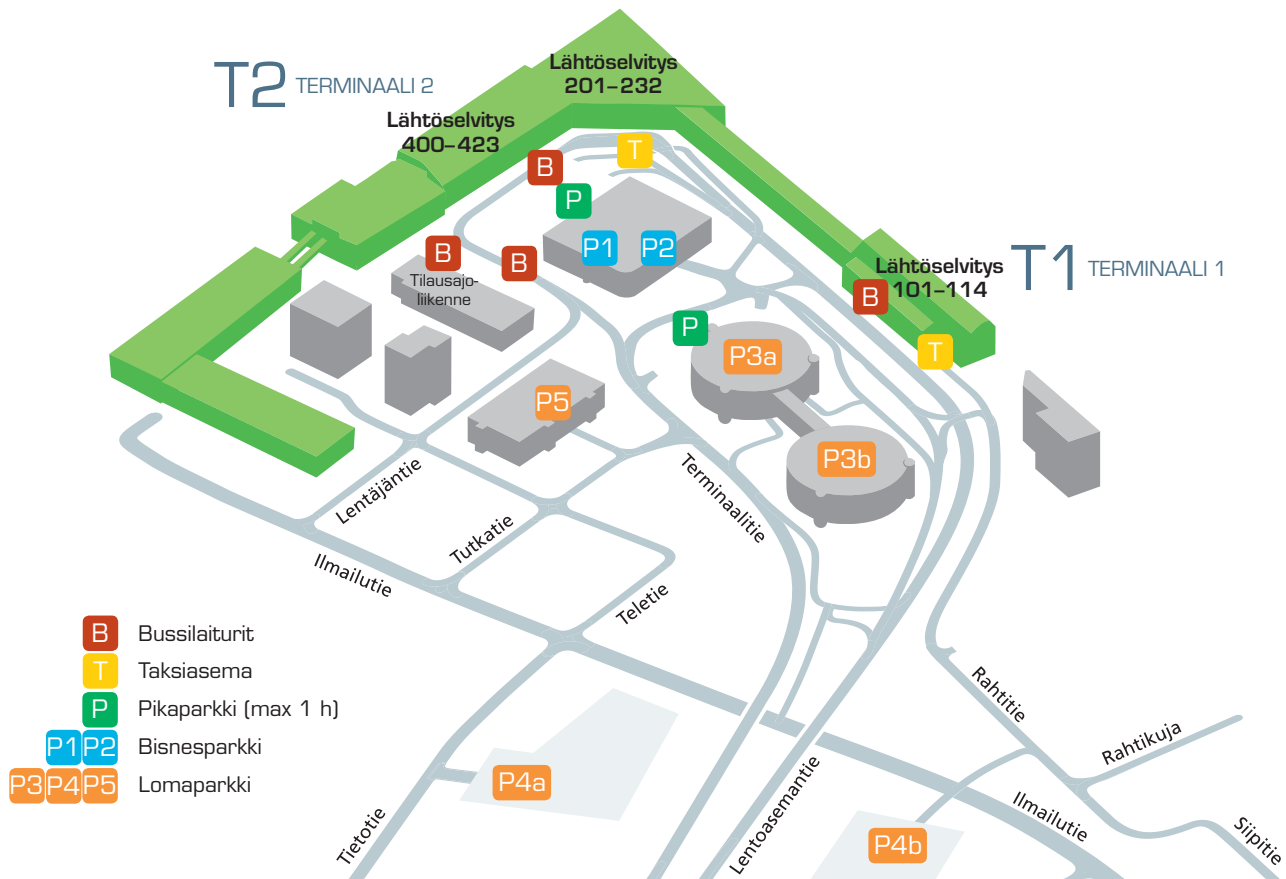 T2 TERMINAALI 2
Lähtöselvitys
201–232
Lähtöselvitys
400–423
T
B
P
P1 P2
B
B
Tilausajo-
liikenne
Lähtöselvitys
101–114
T1 TERMINAALI 1
B
T
P
P3a
P5
P3b
Lentäjäntie
Tutkatie
Terminaalitie
Ilmailutie
Teletie
B Bussilaiturit
T Taksiasema
P Pikaparkki (max 1 h)
P1 P2 Bisnesparkki
P3 P4 P5 Lomaparkki
P4a
Tietotie
Lentoasemantie
P4b
Rahtitie
Rahtikuja
Ilmailutie
Siipitie